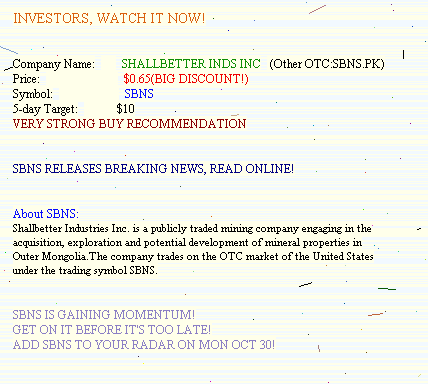 INVESTORS, WATCH IT NOW!
Company Name: SHALLBETTER INDS INC (Other OTC:SBNS.PK)
Price: $0.65(BIG DISCOUNT!)
Symbol: SBNS
5-day Target: $10
VERY STRONG BUY RECOMMENDATION
SBNS RELEASES BREAKING NEWS, READ ONLINE!
About SBNS:
Shallbetter Industries Inc. is a publicly traded mining company engaging in the
acquisition, exploration and potential development of mineral properties in
Outer Mongolia.The company trades on the OTC market of the United States
under the trading symbol SBNS.
SBNS IS GAINING MOMENTUM!
GET ON IT BEFORE IT'S TOO LATE!
ADD SBNS TO YOUR RADAR ON MON OCT 30!